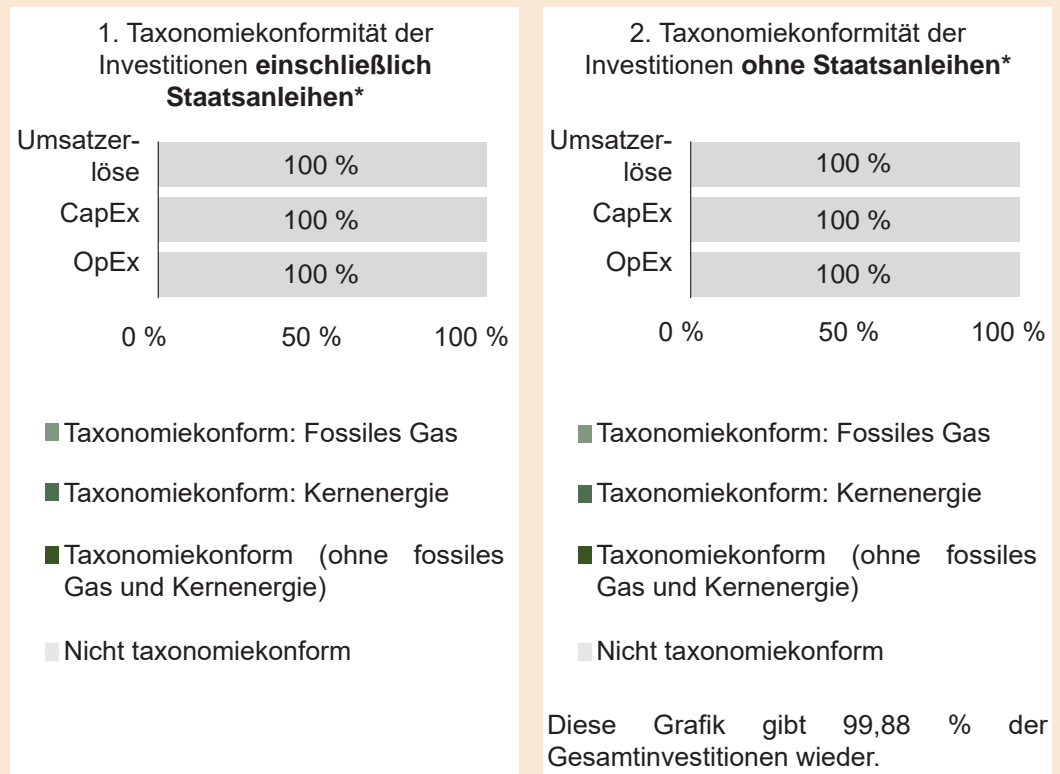 1. Taxonomiekonformität der
Investitionen einschließlich
Staatsanleihen*
Umsatzer-
löse
100 %
CapEx
100 %
OpEx
100 %
0 % 50 % 100 %
Taxonomiekonform: Fossiles Gas
Taxonomiekonform: Kernenergie
Taxonomiekonform (ohne fossiles
Gas und Kernenergie)
Nicht taxonomiekonform
2. Taxonomiekonformität der
Investitionen ohne Staatsanleihen*
Umsatzer-
löse
100 %
CapEx
100 %
OpEx
100 %
0 % 50 % 100 %
Taxonomiekonform: Fossiles Gas
Taxonomiekonform: Kernenergie
Taxonomiekonform (ohne fossiles
Gas und Kernenergie)
Nicht taxonomiekonform
Diese Grafik gibt 99,88 % der
Gesamtinvestitionen wieder.